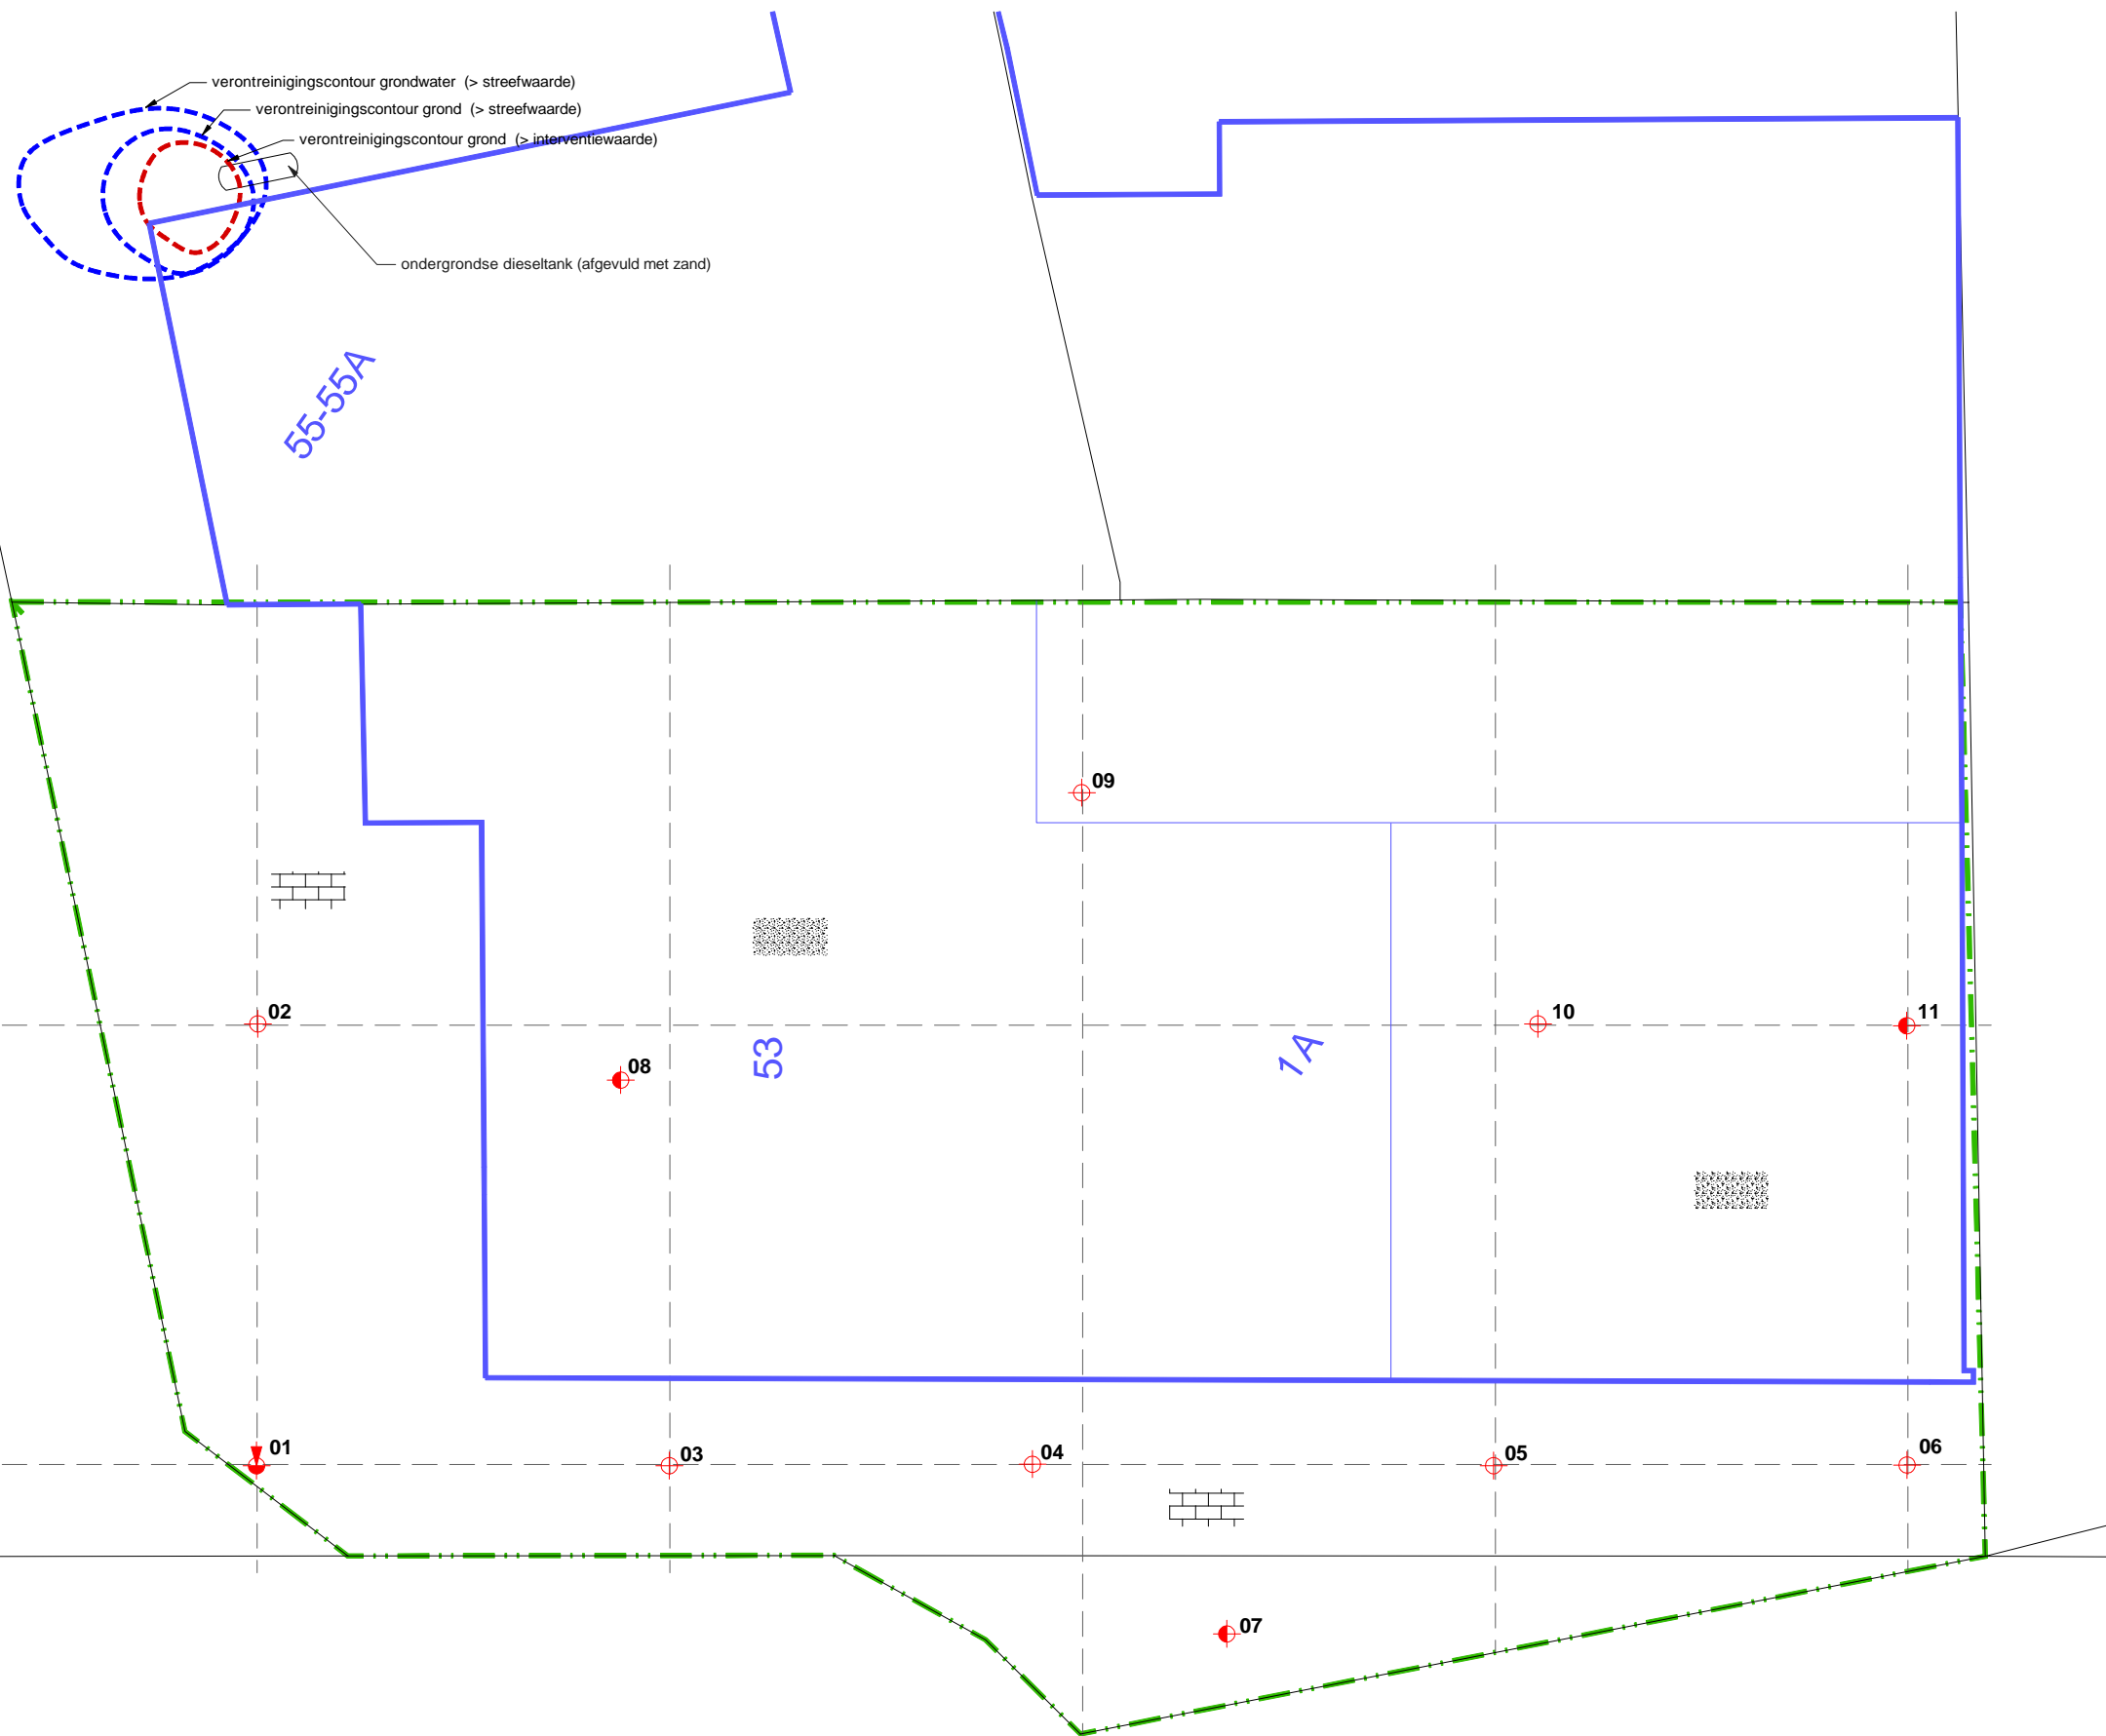 verontreinigingscontour grondwater (> streefwaarde)
verontreinigingscontour grond (> streefwaarde)
verontreinigingscontour grond (> interventiewaarde)
ondergrondse dieseltank (afgevuld met zand)
55-55A
09
02
10
11
08
53
1A
01
03
04
05
06
07